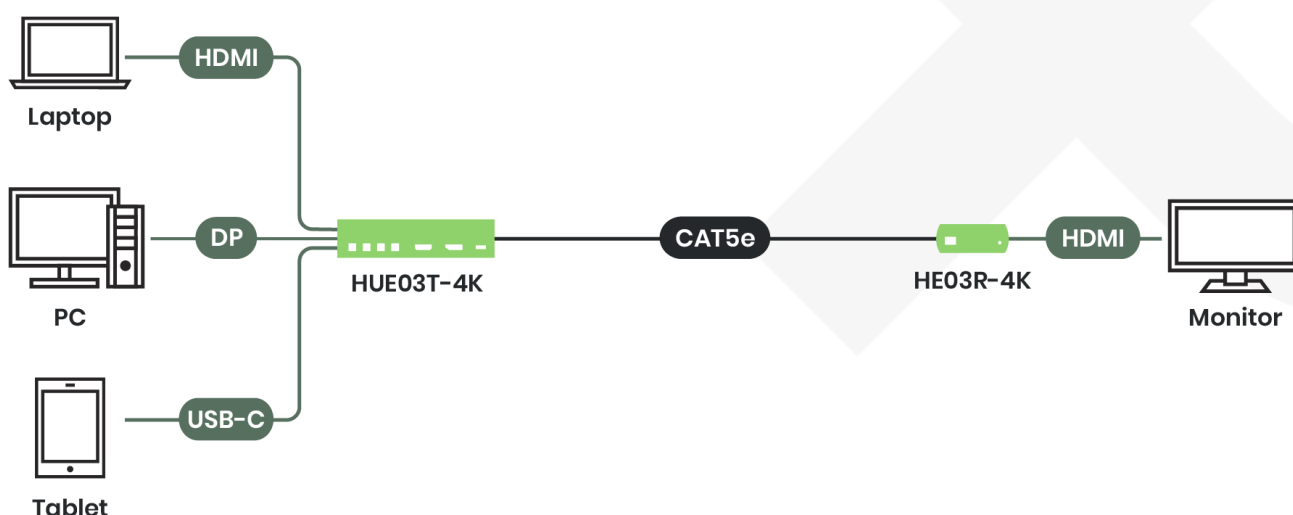 HDMI
Laptop
DP
PC
USB-C
Tablet
HUE03T-4K
CAT5e
HE03R-4K
HDMI
Monitor